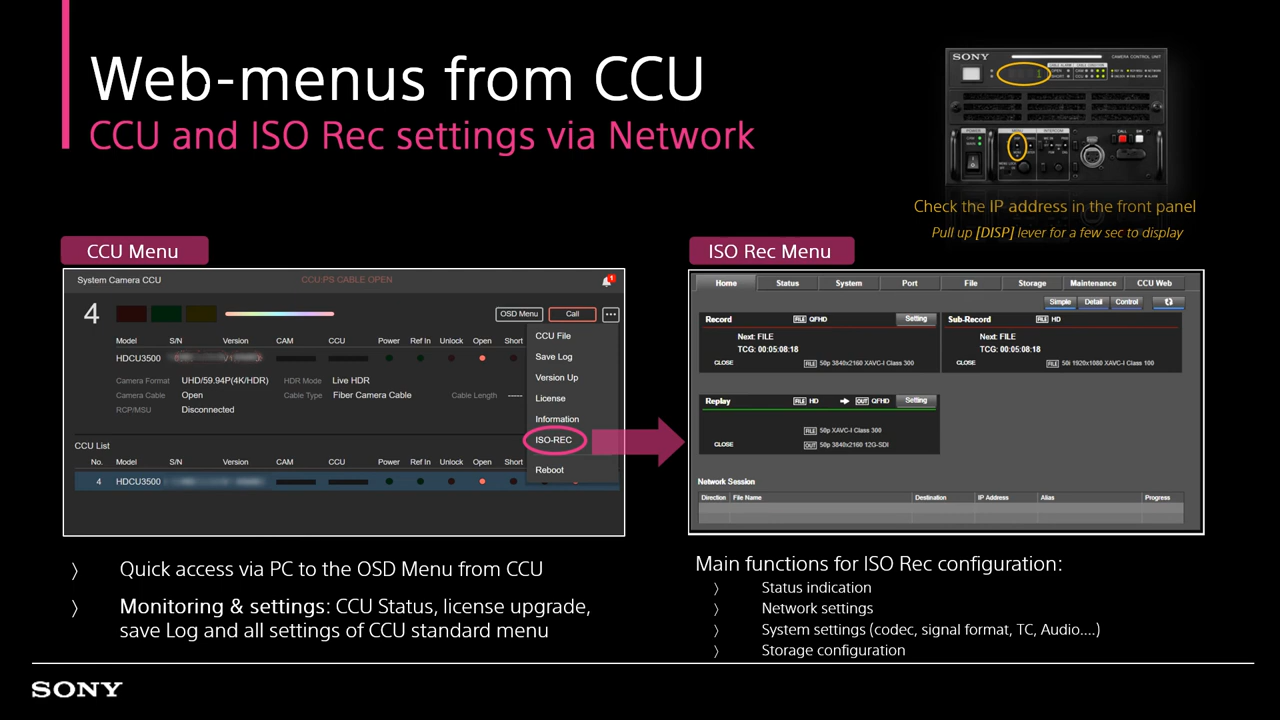 Web-menus from CCU
CCU and ISO Rec settings via Network
SONY
CAMERA CONTROL UNIT
POWER
MENU
INTERCOM
CALL
Check the IP address in the front panel
Pull up [DISP] lever for a few sec to display
CCU Menu
System Camera CCU
CCU:PS CABLE OPEN
1
4
OSD Menu
Call
Model S/N Version CAM CCU Power Ref In Unlock Open Short
HDCU3500
Camera Format UHD/59.94P(4K/HDR) HDR Mode Live HDR
Camera Cable Open Cable Type Fiber Camera Cable Cable Length -----
RCP/MSU Disconnected
CCU File
Save Log
Version Up
License
Information
ISO-REC
Reboot
CCU List
No. Model S/N Version CAM CCU Power Ref In Unlock Open Short
4 HDCU3500
〉 Quick access via PC to the OSD Menu from CCU
〉 Monitoring & settings: CCU Status, license upgrade,
save Log and all settings of CCU standard menu
ISO Rec Menu
Home Status System Port File Storage Maintenance CCU Web
Simple Detail Control
Record FILE QFHD Setting
Next: FILE
TCG: 00:05:08:18
CLOSE FILE 50p 3840x2160 XAVC-I Class 300
Sub-Record FILE HD
Next: FILE
TCG: 00:05:08:18
CLOSE FILE 50i 1920x1080 XAVC-I Class 100
Replay FILE HD OUT QFHD Setting
FILE 50p XAVC-I Class 300
CLOSE OUT 50p 3840x2160 12G-SDI
Network Session
Direction File Name Destination IP Address Alias Progress
Main functions for ISO Rec configuration:
〉 Status indication
〉 Network settings
〉 System settings (codec, signal format, TC, Audio....)
〉 Storage configuration
SONY